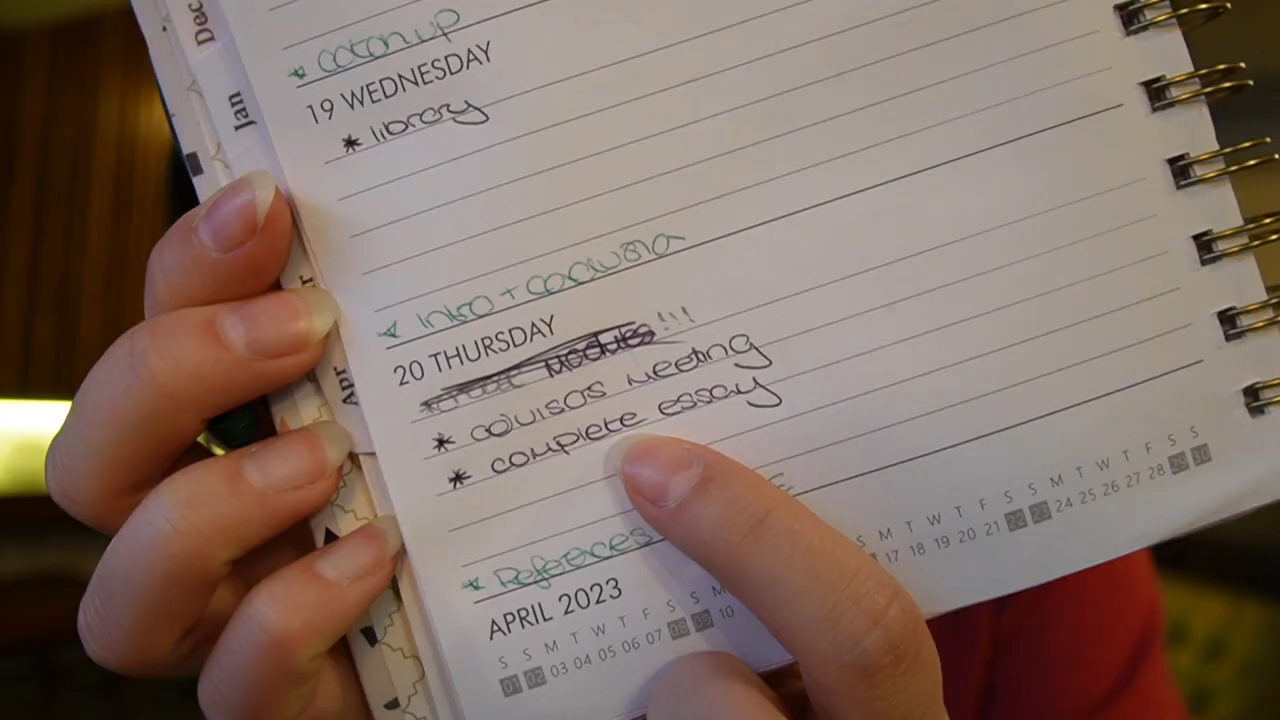 Dec
Jan
* catch up
19 WEDNESDAY
* library
* Intro +
20 THURSDAY
Modules!!!
* advisor meeting
* complete essay
* References
Apr
APRIL 2023
S S M T W T F S S M
01 02 03 04 05 06 07 08 09 10
S M T W T F S S M T W T F S S
17 18 19 20 21 22 23 24 25 26 27 28 29 30